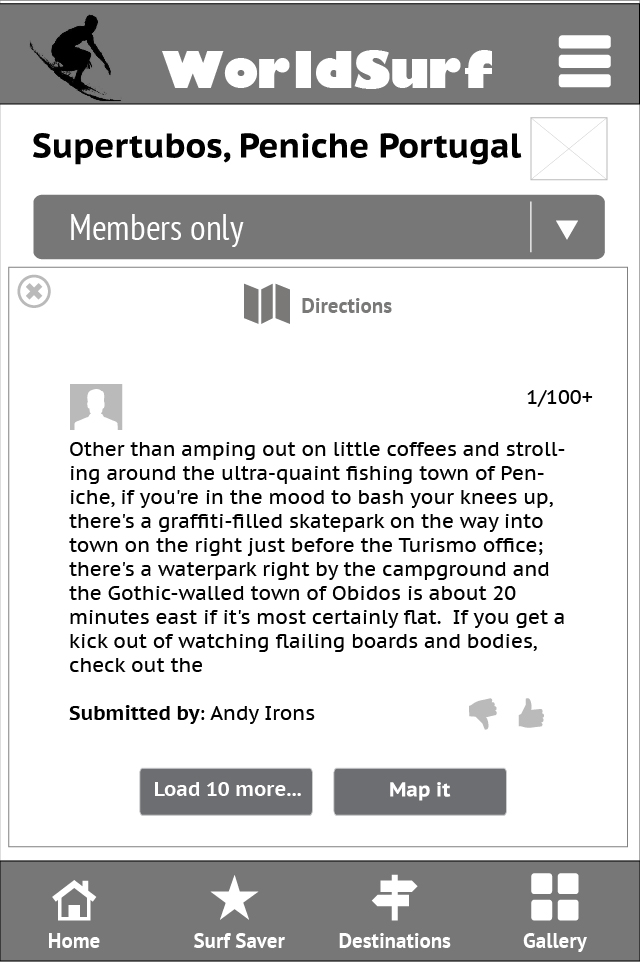 WorldSurf
Supertubos, Peniche Portugal
Members only
Directions
1/100+
Other than amping out on little coffees and stroll-
ing around the ultra-quaint fishing town of Pen-
iche, if you're in the mood to bash your knees up,
there's a graffiti-filled skatepark on the way into
town on the right just before the Turismo office;
there's a waterpark right by the campground and
the Gothic-walled town of Obidos is about 20
minutes east if it's most certainly flat.  If you get a
kick out of watching flailing boards and bodies,
check out the
Submitted by: Andy Irons
Load 10 more... Map it
Home Surf Saver Destinations Gallery